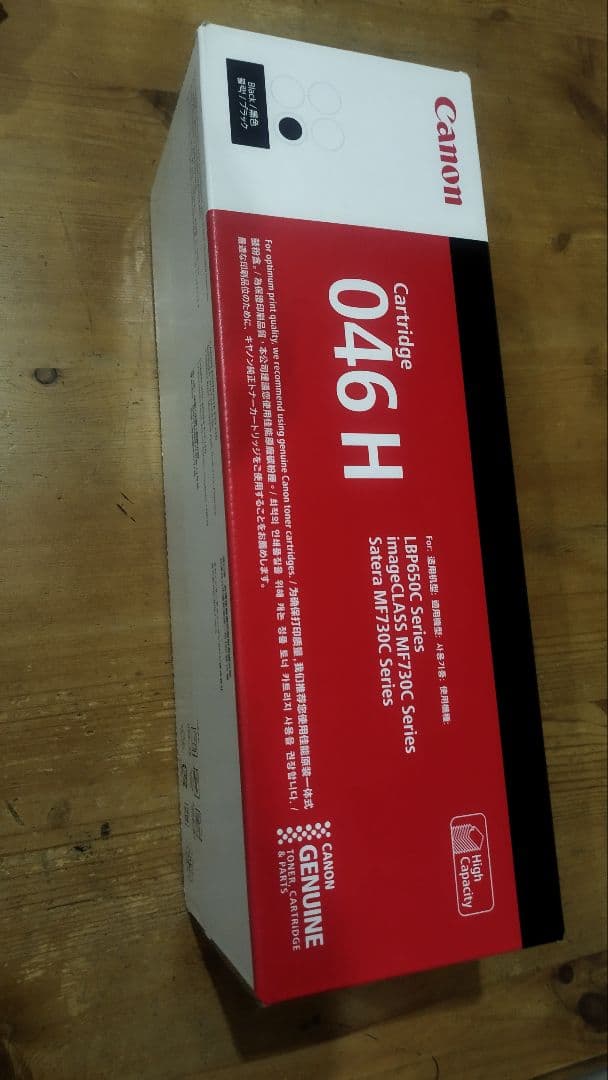 Canon
Black / 黑色
블랙 / ブラック
Cartridge
046 H
For: 适用机型: 適用機型: 사용기종: 使用機種:
LBP650C Series
imageCLASS MF730C Series
Satera MF730C Series
High
Capacity
For optimum print quality, we recommend using genuine Canon toner cartridges. / 为确保打印质量, 我们推荐您使用佳能原装一体式
鼓粉盒。/ 為保證印刷品質, 本公司建議您使用佳能原廠碳粉匣。/ 최적의 인쇄품질을 위해 캐논 정품 토너 카트리지 사용을 권장합니다. /
最適な印刷品位のために、キヤノン純正トナーカートリッジをご使用することをお薦めします。
CANON
GENUINE
TONER, CARTRIDGE
& PARTS